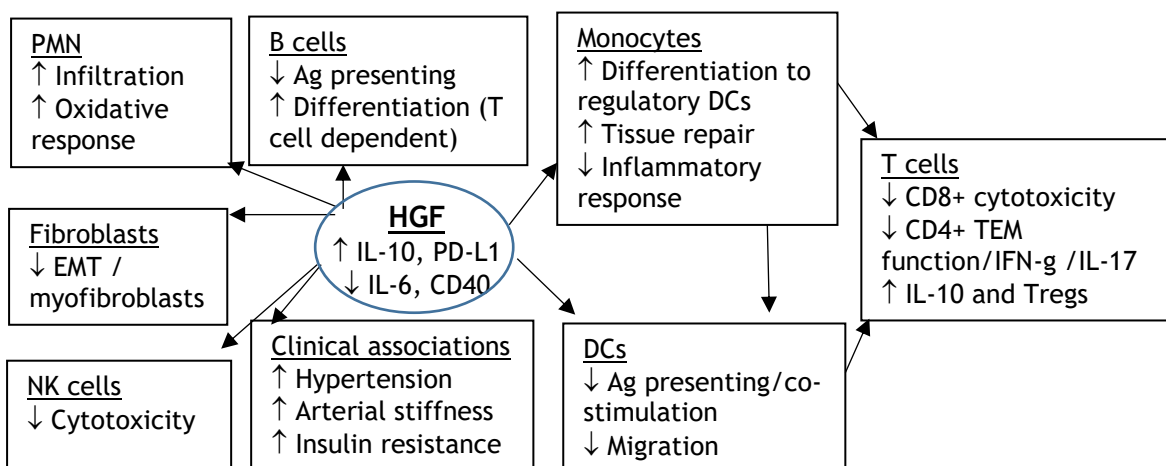 PMN
↑ Infiltration
↑ Oxidative
response
B cells
↓ Ag presenting
↑ Differentiation (T
cell dependent)
Monocytes
↑ Differentiation to
regulatory DCs
↑ Tissue repair
↓ Inflammatory
response
T cells
↓ CD8+ cytotoxicity
↓ CD4+ TEM
function/IFN-g /IL-17
↑ IL-10 and Tregs
HGF
↑ IL-10, PD-L1
↓ IL-6, CD40
Fibroblasts
↓ EMT /
myofibroblasts
NK cells
↓ Cytotoxicity
Clinical associations
↑ Hypertension
↑ Arterial stiffness
↑ Insulin resistance
DCs
↓ Ag presenting/co-
stimulation
↓ Migration